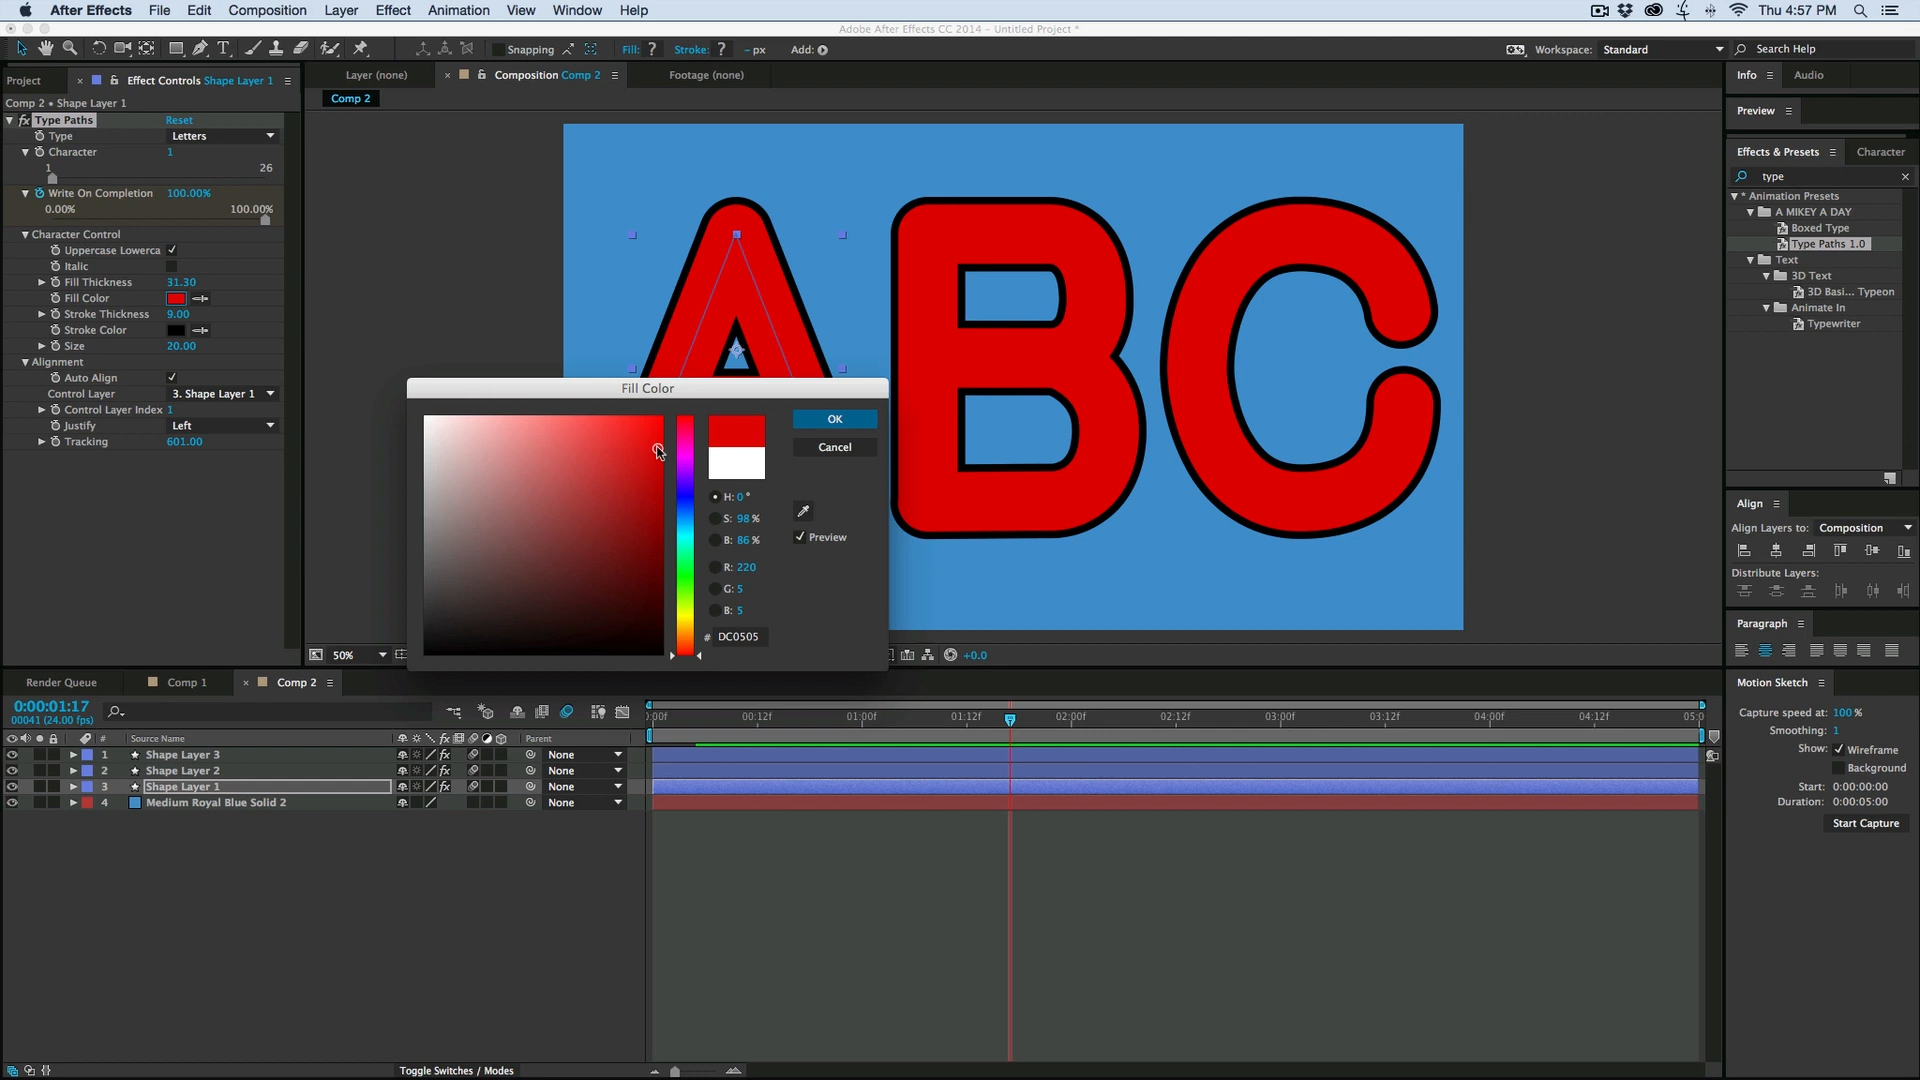 After Effects File Edit Composition Layer Effect Animation View Window Help Thu 4:57 PM
Adobe After Effects CC 2014 - Untitled Project *
T Snapping Fill: ? Stroke: ? - px Add: Workspace: Standard Search Help
Project × Effect Controls Shape Layer 1 Layer (none) × Composition Comp 2 Footage (none) Info Audio
Comp 2 • Shape Layer 1
Comp 2
fx Type Paths Reset
Type Letters
Character 1
1 26
Write On Completion 100.00%
0.00% 100.00%
Character Control
Uppercase Lowerca
Italic
Fill Thickness 31.30
Fill Color
Stroke Thickness 9.00
Stroke Color
Size 20.00
Alignment
Auto Align
Control Layer 3. Shape Layer 1
Control Layer Index 1
Justify Left
Tracking 601.00
ABC
Fill Color
OK
Cancel
H: 0 °
S: 98 %
B: 86 %
Preview
R: 220
G: 5
B: 5
# DC0505
50% +0.0
Preview
Effects & Presets Character
type ×
* Animation Presets
A MIKEY A DAY
Boxed Type
Type Paths 1.0
Text
3D Text
3D Basi... Typeon
Animate In
Typewriter
Align
Align Layers to: Composition
Distribute Layers:
Paragraph
Motion Sketch
Capture speed at: 100 %
Smoothing: 1
Show: Wireframe
Background
Start: 0:00:00:00
Duration: 0:00:05:00
Start Capture
Render Queue Comp 1 × Comp 2
0:00:01:17
00041 (24.00 fps)
:00f 00:12f 01:00f 01:12f 02:00f 02:12f 03:00f 03:12f 04:00f 04:12f 05:0
# Source Name fx Parent
1 Shape Layer 3 fx None
2 Shape Layer 2 fx None
3 Shape Layer 1 fx None
4 Medium Royal Blue Solid 2 None
Toggle Switches / Modes